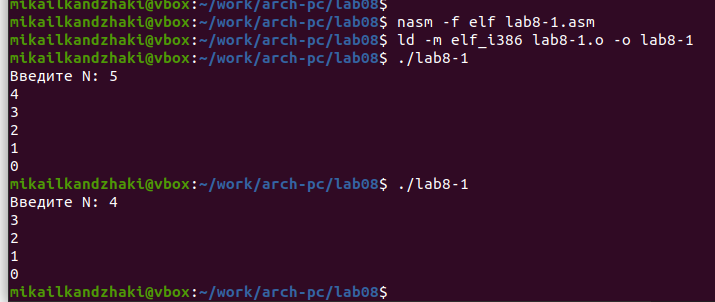 mikailkandzhaki@vbox:~/work/arch-pc/lab08$
mikailkandzhaki@vbox:~/work/arch-pc/lab08$ nasm -f elf lab8-1.asm
mikailkandzhaki@vbox:~/work/arch-pc/lab08$ ld -m elf_i386 lab8-1.o -o lab8-1
mikailkandzhaki@vbox:~/work/arch-pc/lab08$ ./lab8-1
Введите N: 5
4
3
2
1
0
mikailkandzhaki@vbox:~/work/arch-pc/lab08$ ./lab8-1
Введите N: 4
3
2
1
0
mikailkandzhaki@vbox:~/work/arch-pc/lab08$